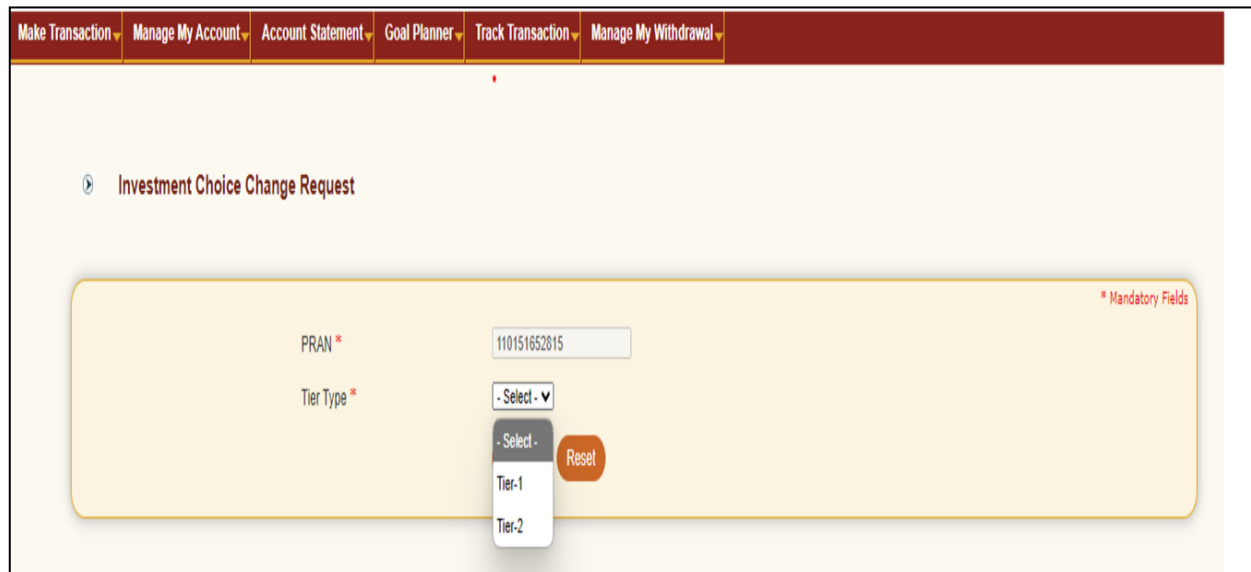 Make Transaction Manage My Account Account Statement Goal Planner Track Transaction Manage My Withdrawal
*
Investment Choice Change Request
* Mandatory Fields
PRAN * 110151652815
Tier Type * - Select -
- Select -
Reset
Tier-1
Tier-2